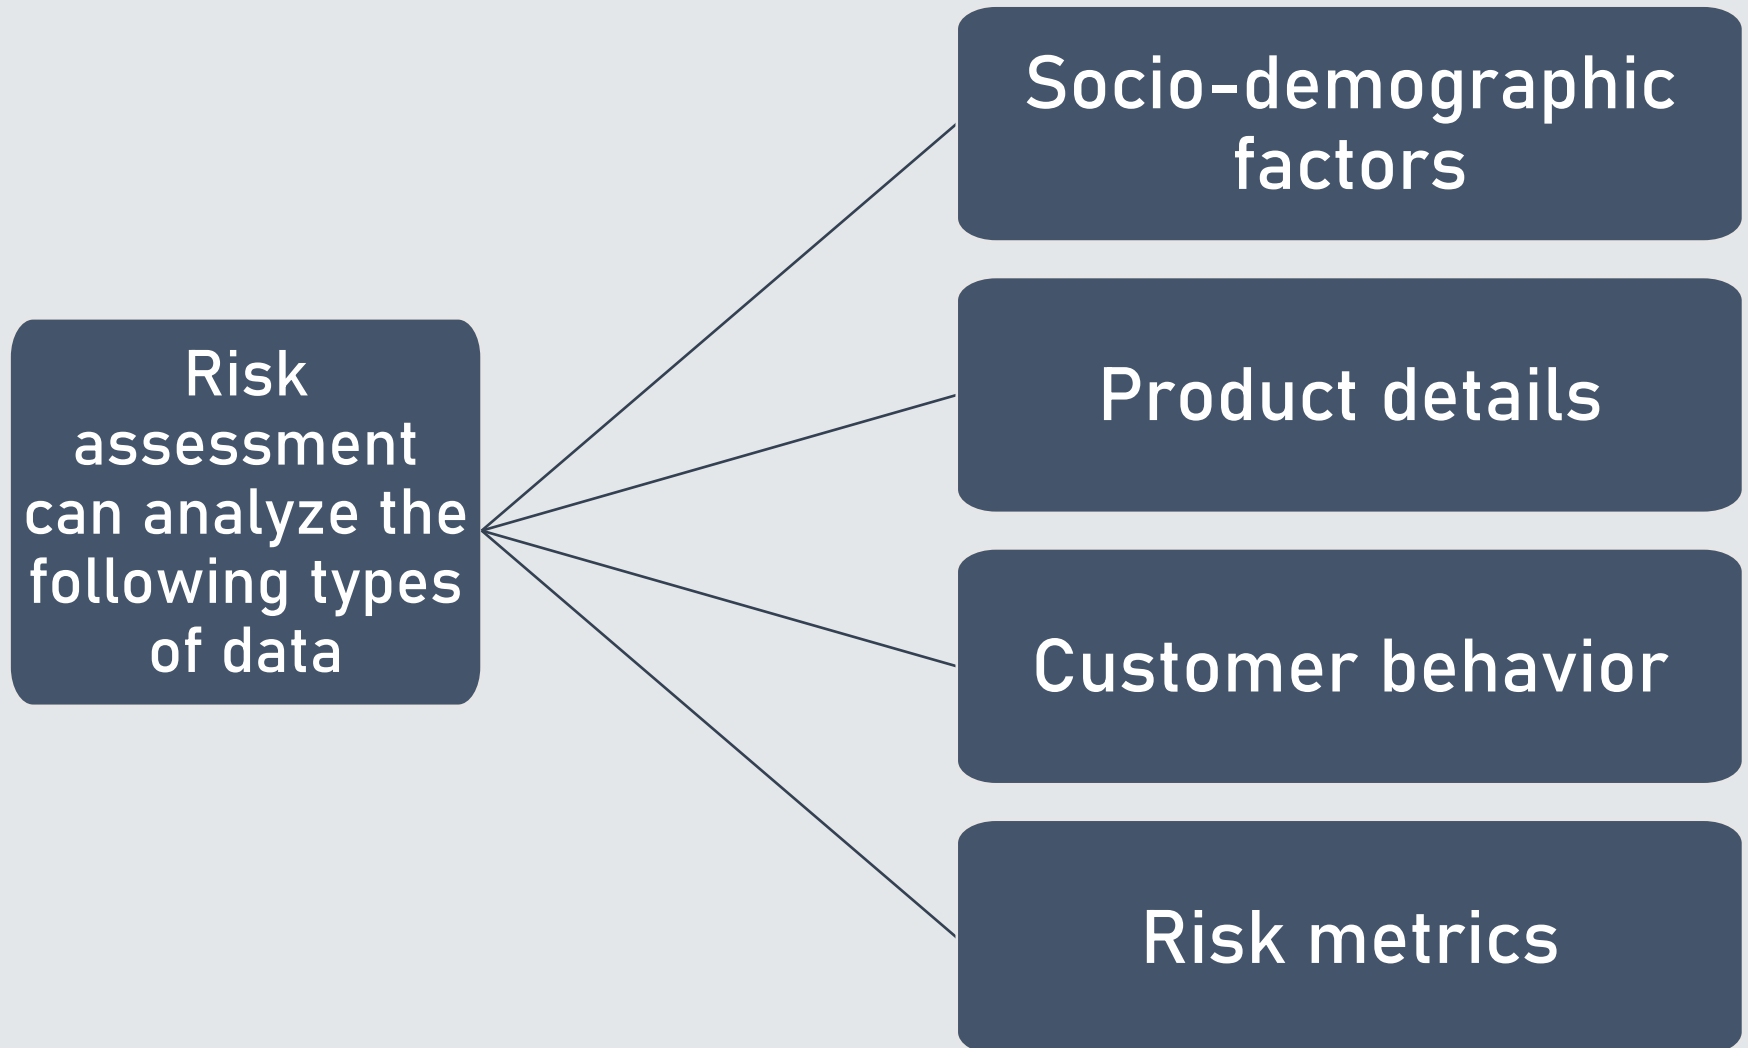 Risk
assessment
can analyze the
following types
of data
Socio-demographic
factors
Product details
Customer behavior
Risk metrics